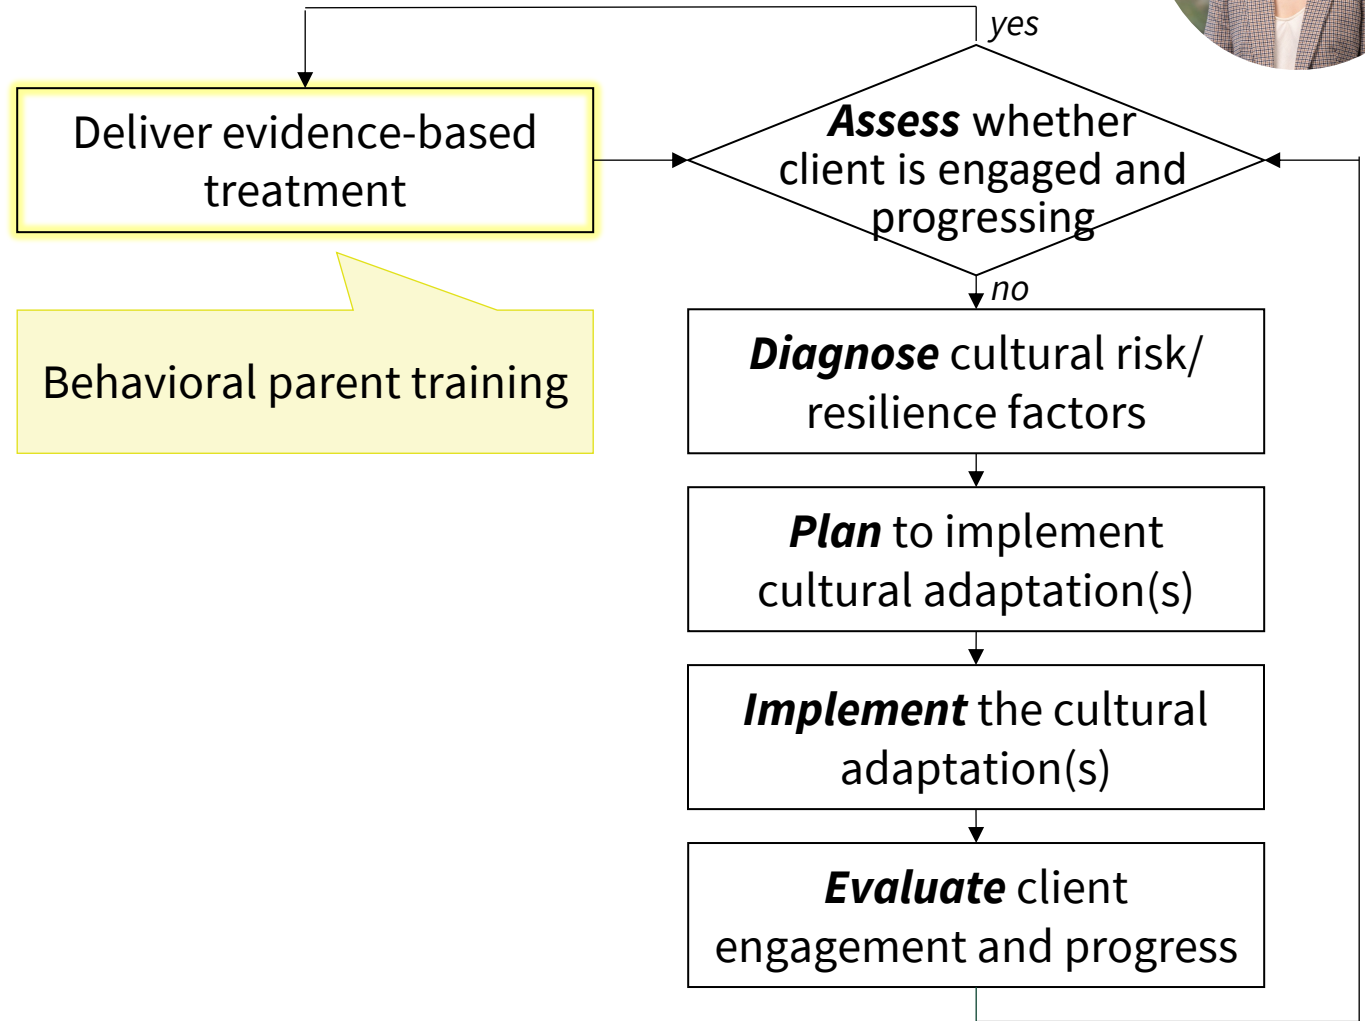 yes
Deliver evidence-based
treatment
Assess whether
client is engaged and
progressing
no
Behavioral parent training
Diagnose cultural risk/
resilience factors
Plan to implement
cultural adaptation(s)
Implement the cultural
adaptation(s)
Evaluate client
engagement and progress